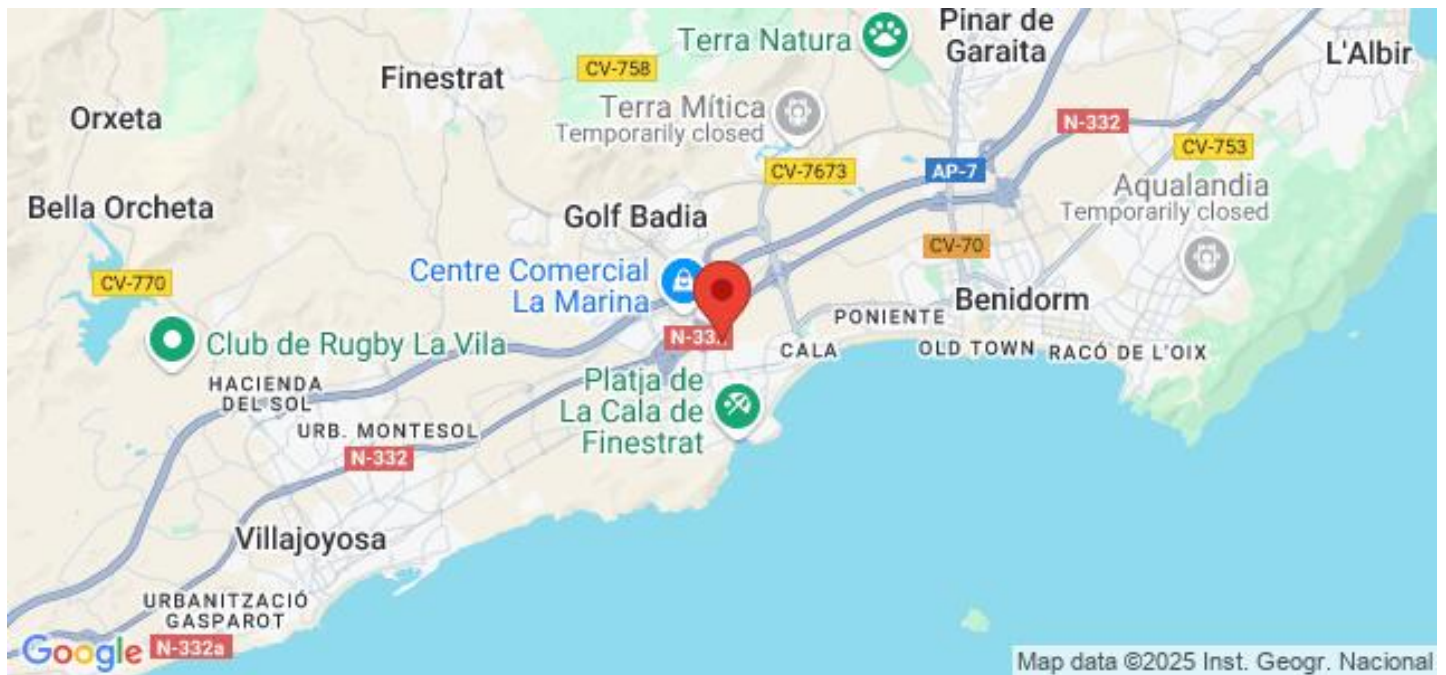 Pinar de
Garaita
Terra Natura
L'Albir
Finestrat
CV-758
Orxeta
Terra Mítica
Temporarily closed
N-332
CV-753
CV-7673
AP-7
Aqualandia
Temporarily closed
Bella Orcheta
Golf Badia
CV-70
Centre Comercial
La Marina
CV-770
Benidorm
PONIENTE
Club de Rugby La Vila
CALA
OLD TOWN
RACÓ DE L'OIX
HACIENDA
DEL SOL
Platja de
La Cala de
Finestrat
URB. MONTESOL
N-332
Villajoyosa
URBANITZACIÓ
GASPAROT
Google
N-332a
Map data ©2025 Inst. Geogr. Nacional